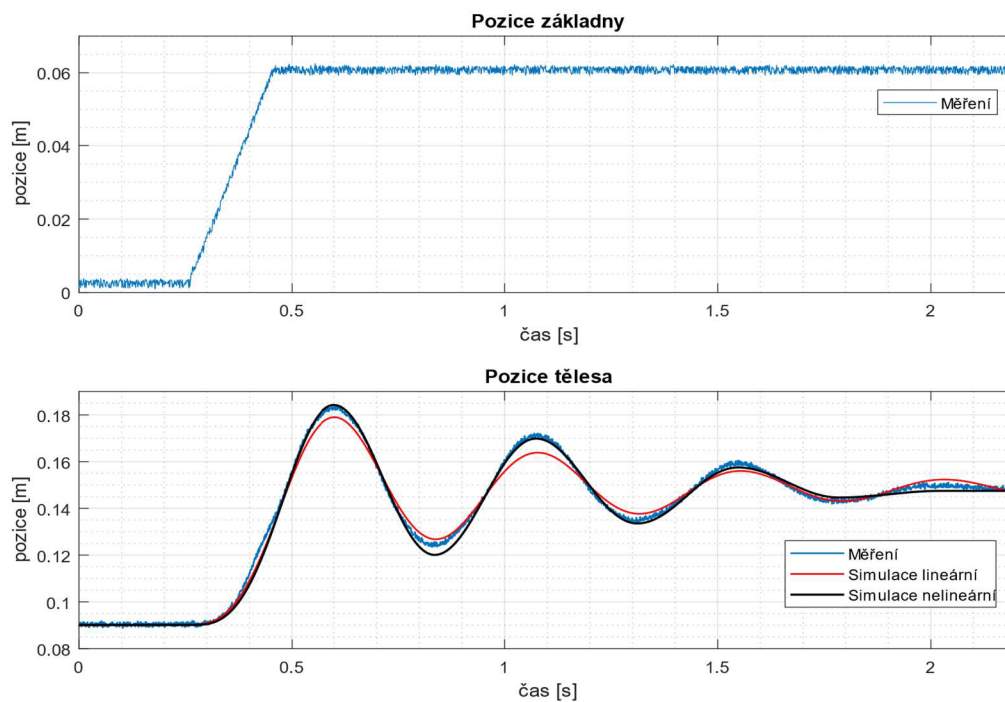 Pozice základny
0.06
0.04
0.02
0
pozice [m]
Měření
0
0.5
1
1.5
2
čas [s]
Pozice tělesa
0.18
0.16
0.14
0.12
0.1
0.08
pozice [m]
Měření
Simulace lineární
Simulace nelineární
0
0.5
1
1.5
2
čas [s]